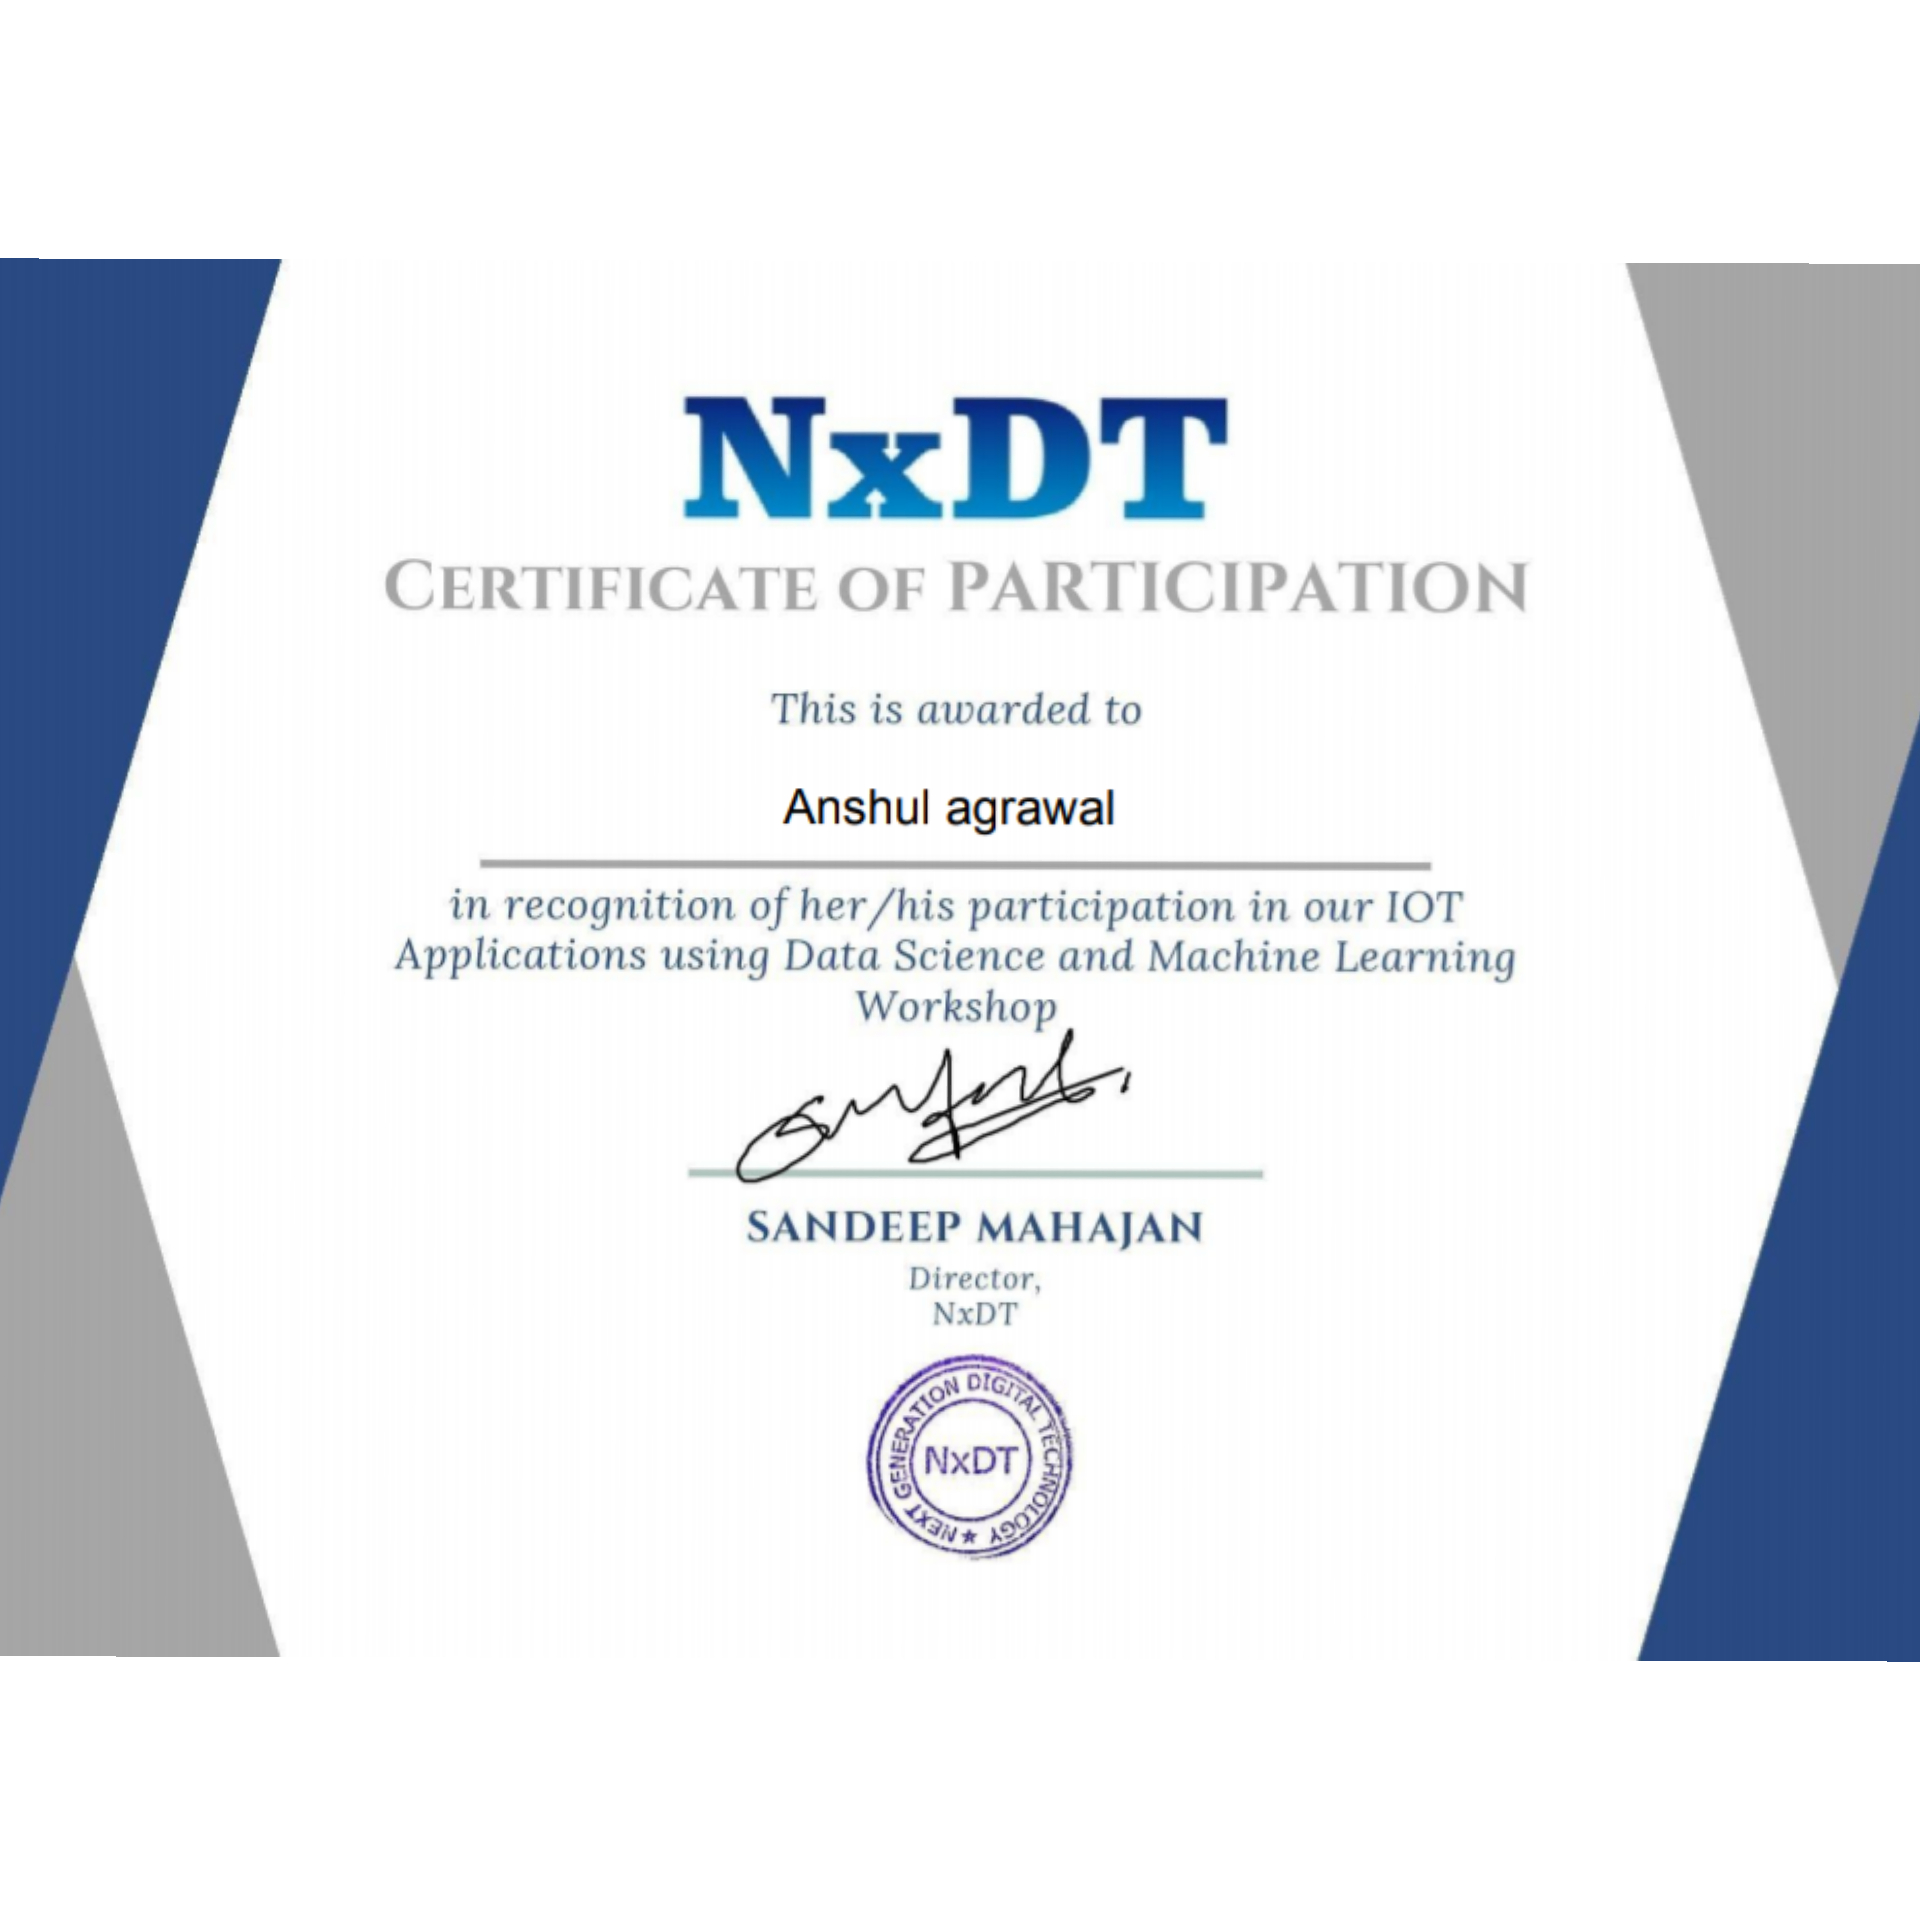 NxDT
CERTIFICATE OF PARTICIPATION
This is awarded to
Anshul agrawal
in recognition of her/his participation in our IOT
Applications using Data Science and Machine Learning
Workshop
SANDEEP MAHAJAN
Director,
NxDT
NEXT GENERATION DIGITAL TECHNOLOGY ★
NxDT